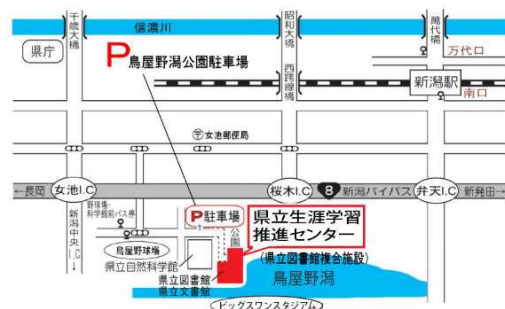 千歳大橋
信濃川
昭和大橋
萬代橋
県庁
P鳥屋野潟公園駐車場
万代口
西跨線橋
新潟駅
南口
〒女池郵便局
←長岡
女池I.C
桜木I.C
8
新潟バイパス
弁天I.C
新発田→
新潟中央I.C→
野球場・
科学館前バス停
P駐車場
公園
県立生涯学習
推進センター
鳥屋野球場
県立自然科学館
(県立図書館複合施設)
県立図書館
県立文書館
鳥屋野潟
ビッグスワンスタジアム